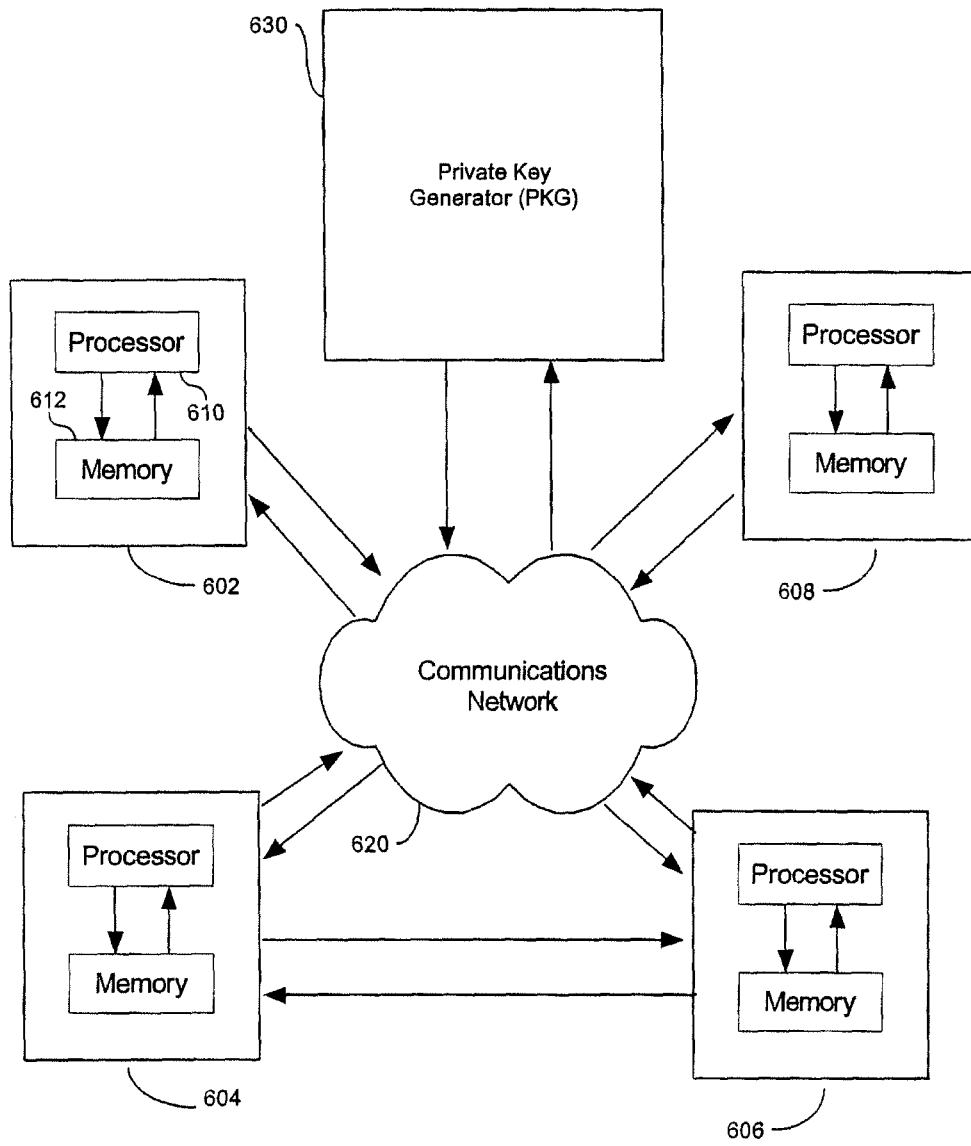 630
Private Key
Generator (PKG)
Processor
610
612
Memory
602
Processor
Memory
608
Communications
Network
620
Processor
Memory
604
Processor
Memory
606